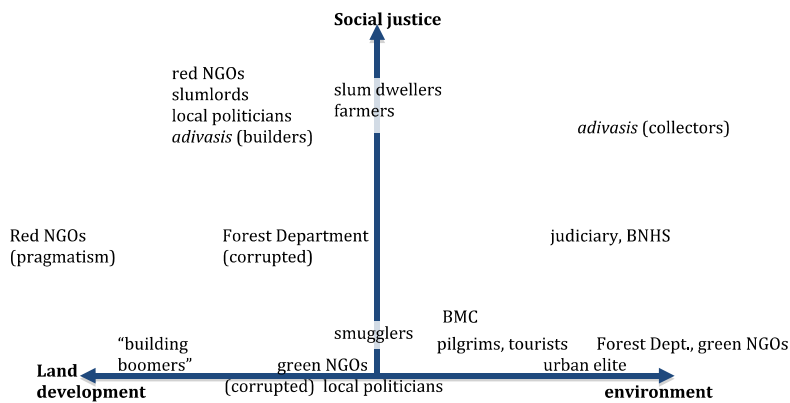 Social justice
red NGOs
slumlords
local politicians
adivasis (builders)
slum dwellers
farmers
adivasis (collectors)
Red NGOs
(pragmatism)
Forest Department
(corrupted)
judiciary, BNHS
BMC
smugglers
pilgrims, tourists
Forest Dept., green NGOs
“building
boomers”
green NGOs
(corrupted)
local politicians
urban elite
Land
development
environment